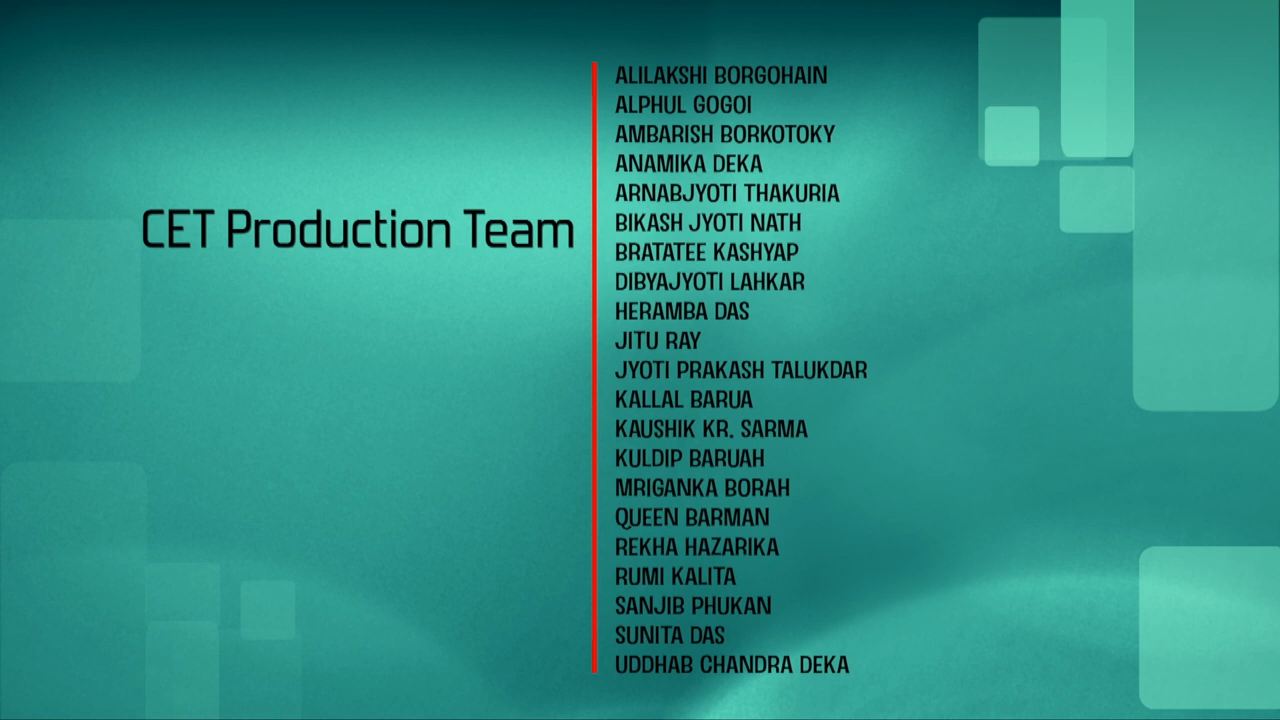 CET Production Team
ALILAKSHI BORGOHAIN
ALPHUL GOGOI
AMBARISH BORKOTOKY
ANAMIKA DEKA
ARNABJYOTI THAKURIA
BIKASH JYOTI NATH
BRATATEE KASHYAP
DIBYAJYOTI LAHKAR
HERAMBA DAS
JITU RAY
JYOTI PRAKASH TALUKDAR
KALLAL BARUA
KAUSHIK KR. SARMA
KULDIP BARUAH
MRIGANKA BORAH
QUEEN BARMAN
REKHA HAZARIKA
RUMI KALITA
SANJIB PHUKAN
SUNITA DAS
UDDHAB CHANDRA DEKA